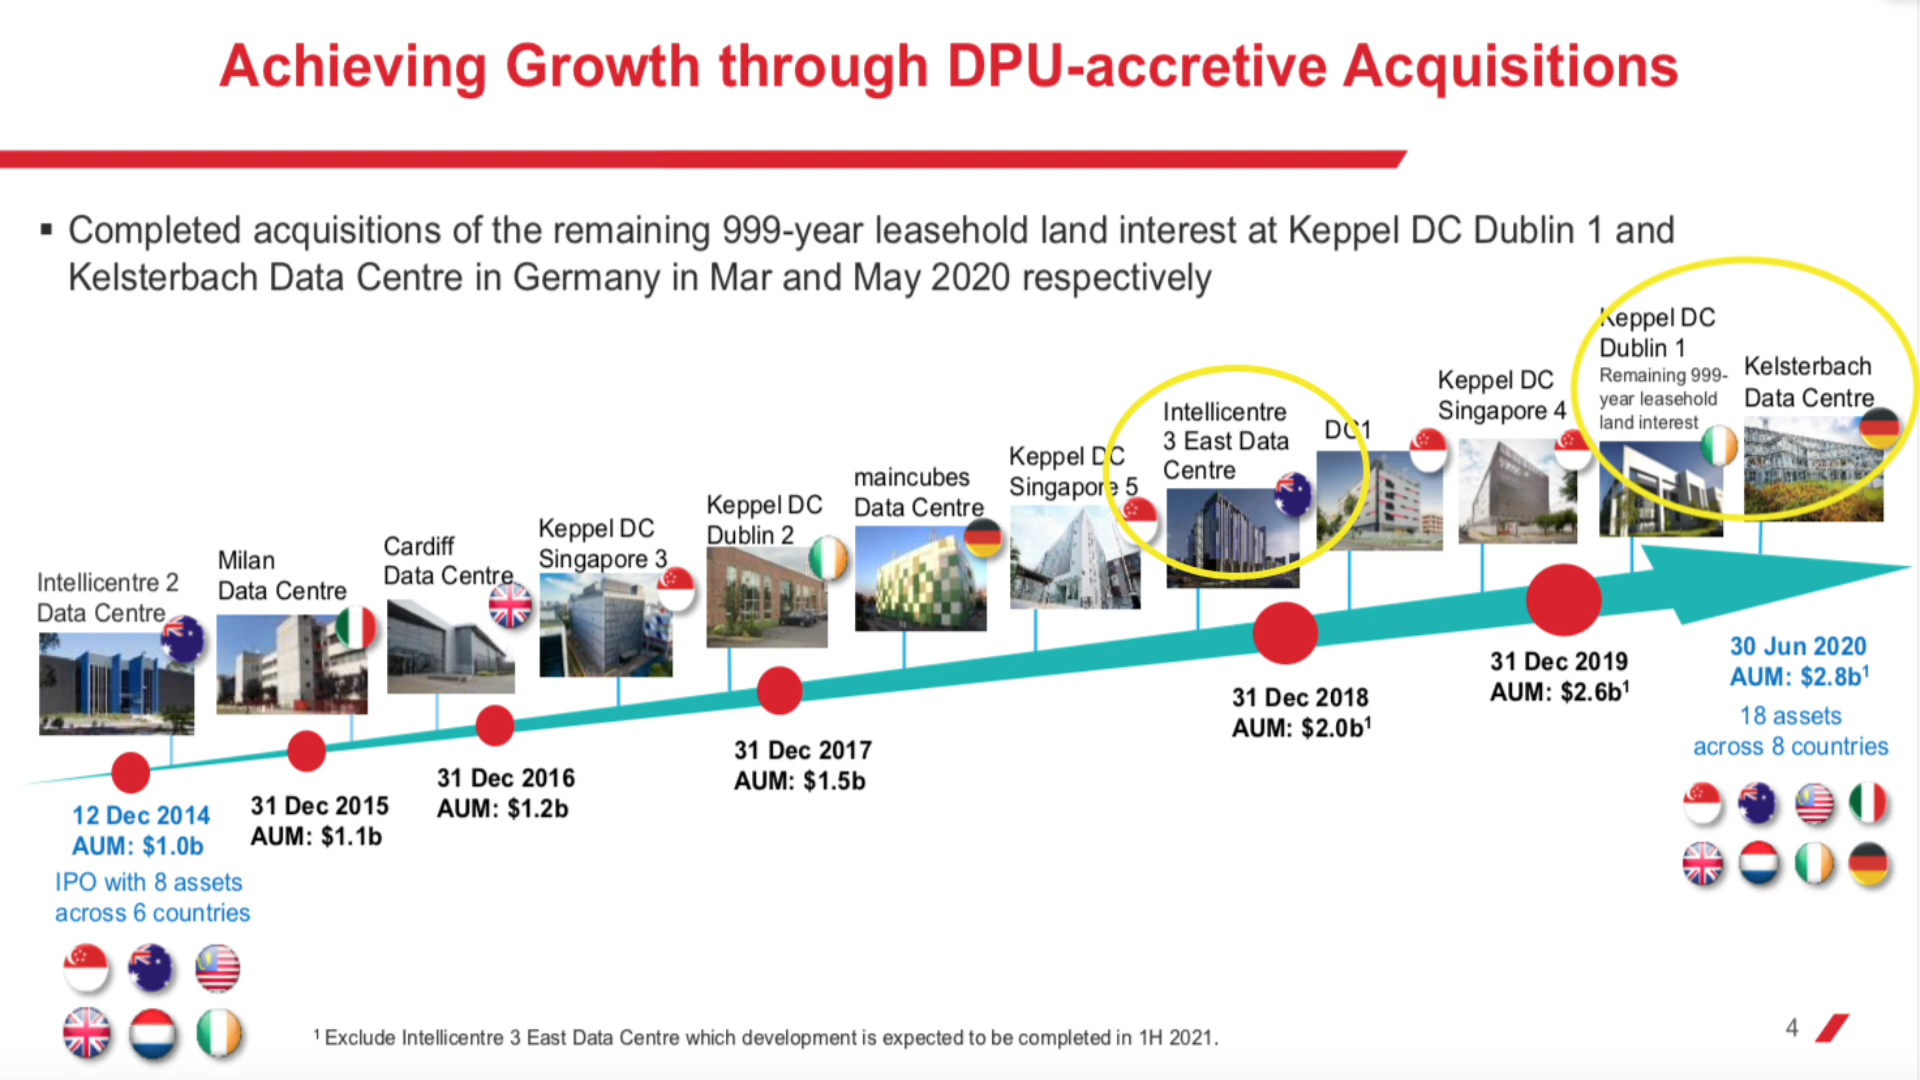 Achieving Growth through DPU-accretive Acquisitions
▪ Completed acquisitions of the remaining 999-year leasehold land interest at Keppel DC Dublin 1 and
Kelsterbach Data Centre in Germany in Mar and May 2020 respectively
Intellicentre 2
Data Centre
Milan
Data Centre
Cardiff
Data Centre
Keppel DC
Singapore 3
Keppel DC
Dublin 2
maincubes
Data Centre
Keppel DC
Singapore 5
Intellicentre
3 East Data
Centre
DC1
Keppel DC
Singapore 4
Keppel DC
Dublin 1
Remaining 999-
year leasehold
land interest
Kelsterbach
Data Centre
12 Dec 2014
AUM: $1.0b
IPO with 8 assets
across 6 countries
31 Dec 2015
AUM: $1.1b
31 Dec 2016
AUM: $1.2b
31 Dec 2017
AUM: $1.5b
31 Dec 2018
AUM: $2.0b¹
31 Dec 2019
AUM: $2.6b¹
30 Jun 2020
AUM: $2.8b¹
18 assets
across 8 countries
¹ Exclude Intellicentre 3 East Data Centre which development is expected to be completed in 1H 2021.
4